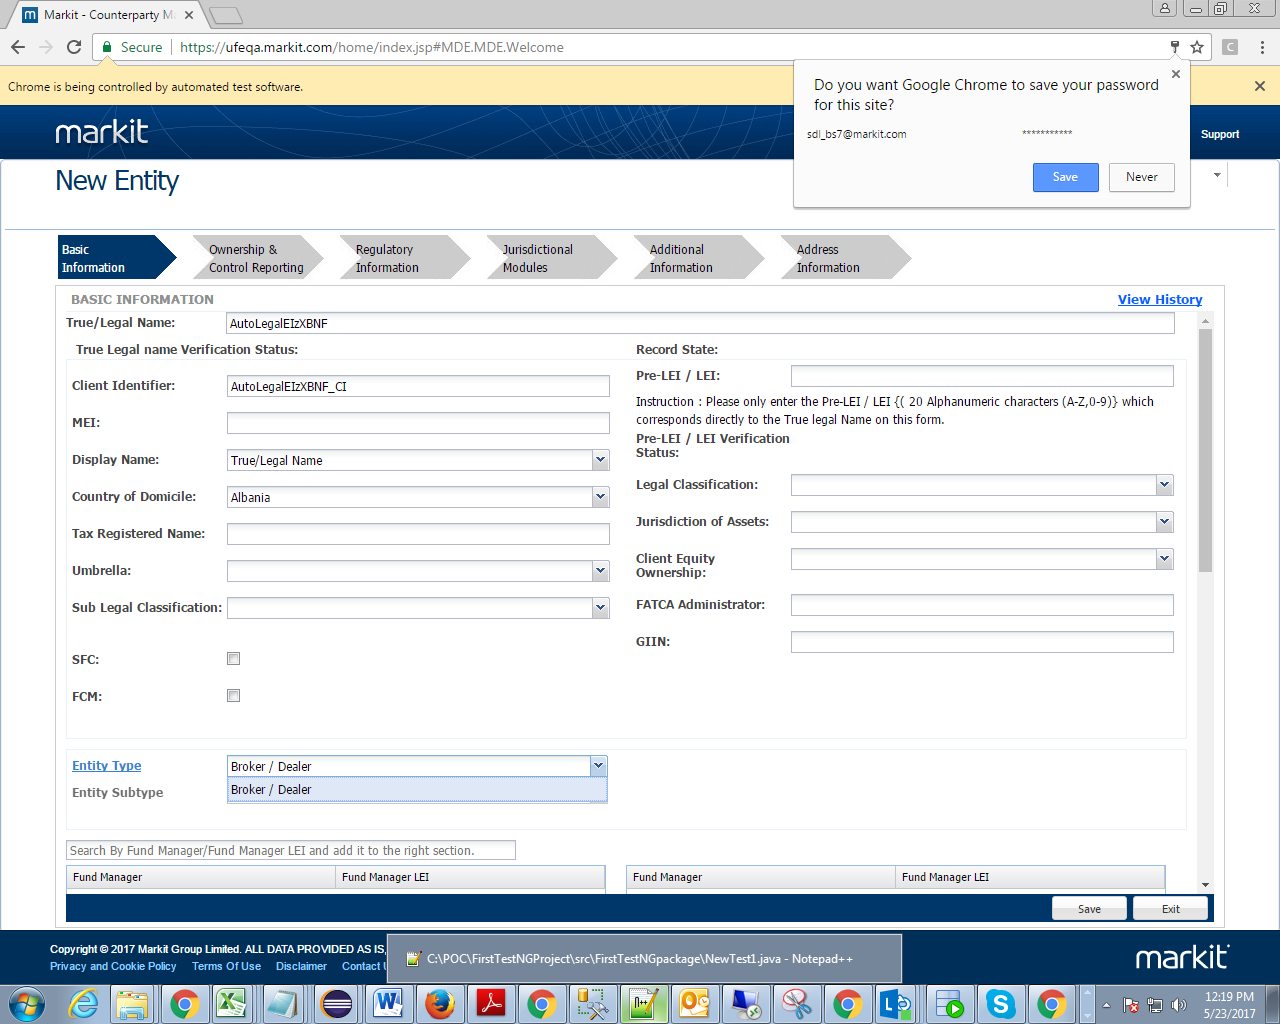 Markit - Counterparty M
Secure
https://ufeqa.markit.com/home/index.jsp#MDE.MDE.Welcome
C
Chrome is being controlled by automated test software.
Do you want Google Chrome to save your password
for this site?
sdl_bs7@markit.com ***********
Save Never
markit
Support
New Entity
Basic
Information
Ownership &
Control Reporting
Regulatory
Information
Jurisdictional
Modules
Additional
Information
Address
Information
BASIC INFORMATION
View History
True/Legal Name: AutoLegalEIzXBNF
True Legal name Verification Status:
Record State:
Client Identifier: AutoLegalEIzXBNF_CI
Pre-LEI / LEI:
Instruction : Please only enter the Pre-LEI / LEI {( 20 Alphanumeric characters (A-Z,0-9)} which
corresponds directly to the True legal Name on this form.
MEI:
Pre-LEI / LEI Verification
Status:
Display Name: True/Legal Name
Legal Classification:
Country of Domicile: Albania
Jurisdiction of Assets:
Tax Registered Name:
Client Equity
Ownership:
Umbrella:
FATCA Administrator:
Sub Legal Classification:
GIIN:
SFC:
FCM:
Entity Type Broker / Dealer
Broker / Dealer
Entity Subtype
Search By Fund Manager/Fund Manager LEI and add it to the right section.
Fund Manager Fund Manager LEI Fund Manager Fund Manager LEI
Save Exit
Copyright © 2017 Markit Group Limited. ALL DATA PROVIDED AS IS,
Privacy and Cookie Policy Terms Of Use Disclaimer Contact
C:\POC\FirstTestNGProject\src\FirstTestNGpackage\NewTest1.java - Notepad++
markit
12:19 PM
5/23/2017